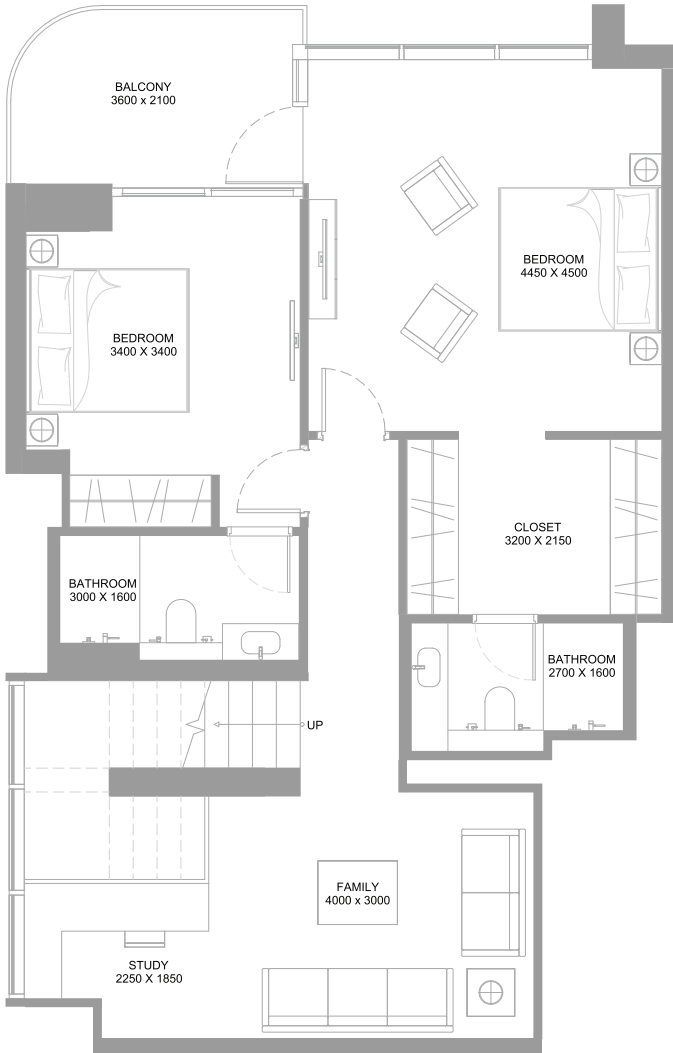 BALCONY
3600 x 2100
BEDROOM
4450 X 4500
BEDROOM
3400 X 3400
CLOSET
3200 X 2150
BATHROOM
3000 X 1600
BATHROOM
2700 X 1600
UP
FAMILY
4000 x 3000
STUDY
2250 X 1850